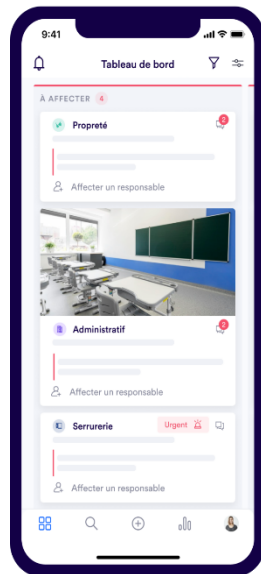 9:41
Tableau de bord
À AFFECTER 4
Propreté 2
Affecter un responsable
Administratif 2
Affecter un responsable
Serrurerie Urgent
Affecter un responsable